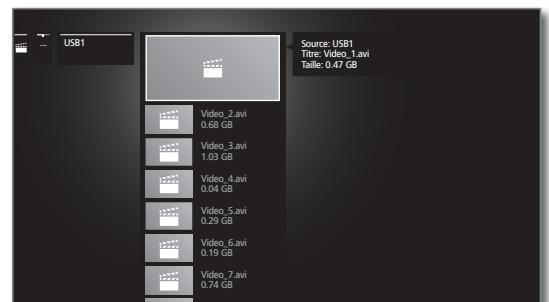 ...
USB1
Source: USB1
Titre: Video_1.avi
Taille: 0.47 GB
Video_2.avi
0.68 GB
Video_3.avi
1.03 GB
Video_4.avi
0.04 GB
Video_5.avi
0.29 GB
Video_6.avi
0.19 GB
Video_7.avi
0.74 GB